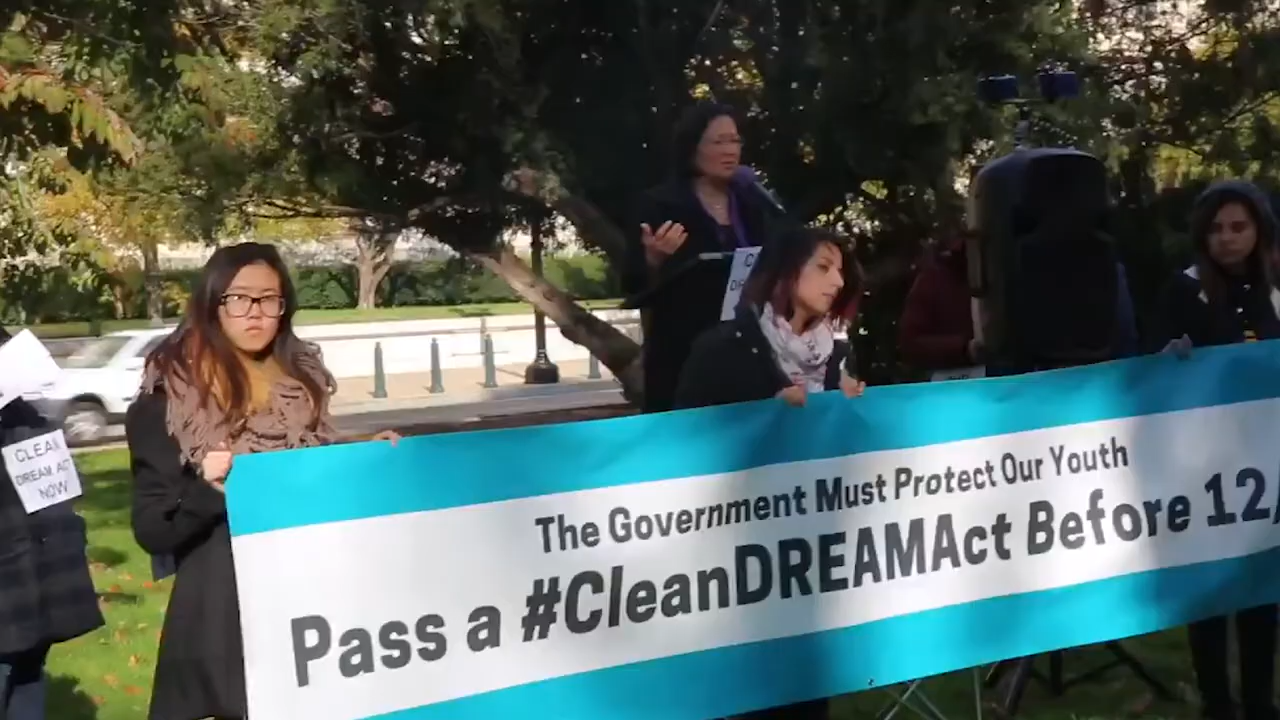 CLEAN
DREAM ACT
NOW
The Government Must Protect Our Youth
Pass a #CleanDREAMAct Before 12/